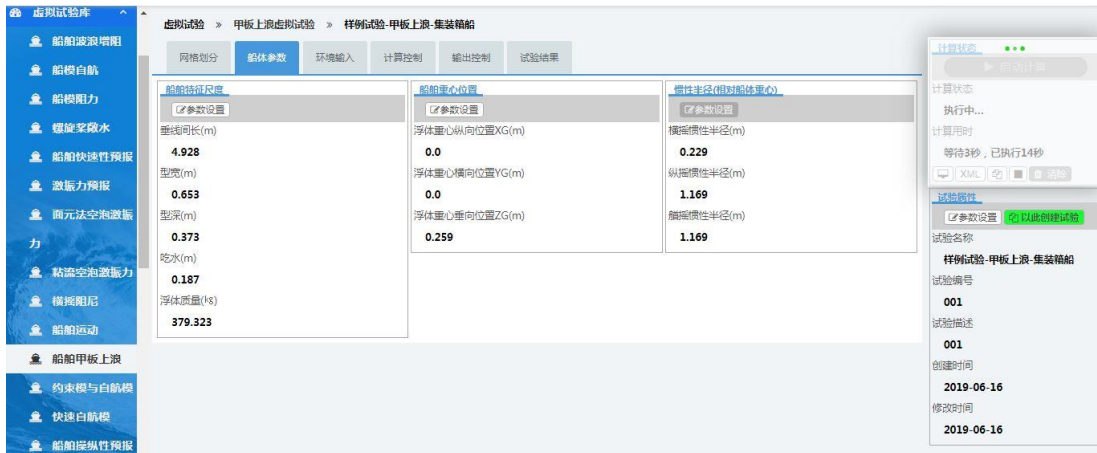 虚拟试验库
船舶波浪增阻
船模自航
船模阻力
螺旋桨敞水
船舶快速性预报
激振力预报
面元法空泡激振
力
粘流空泡激振力
横摇阻尼
船舶运动
船舶甲板上浪
约束模与自航模
快速自航模
船舶操纵性预报
虚拟试验 » 甲板上浪虚拟试验 » 样例试验-甲板上浪-集装箱船
网格划分 船体参数 环境输入 计算控制 输出控制 试验结果
船舶特征尺度
参数设置
垂线间长(m)
4.928
型宽(m)
0.653
型深(m)
0.373
吃水(m)
0.187
浮体质量(kg)
379.323
船舶重心位置
参数设置
浮体重心纵向位置XG(m)
0.0
浮体重心横向位置YG(m)
0.0
浮体重心垂向位置ZG(m)
0.259
惯性半径(相对船体重心)
参数设置
横摇惯性半径(m)
0.229
纵摇惯性半径(m)
1.169
艏摇惯性半径(m)
1.169
计算状态
启动计算
计算状态
执行中...
计算用时
等待3秒，已执行14秒
XML 清除
试验属性
参数设置 以此创建试验
试验名称
样例试验-甲板上浪-集装箱船
试验编号
001
试验描述
001
创建时间
2019-06-16
修改时间
2019-06-16